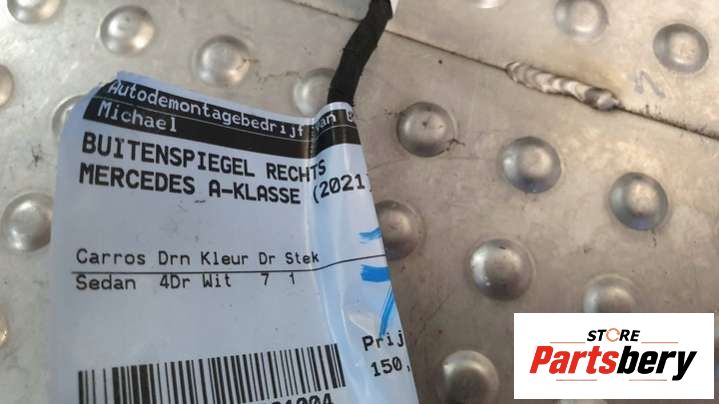 Autodemontagebedrijf van
Michael
BUITENSPIEGEL RECHTS
MERCEDES A-KLASSE (2021)
Carros Drn Kleur Dr Stek
Sedan 4Dr Wit 7 1
Prij
150,
STORE
Partsbery